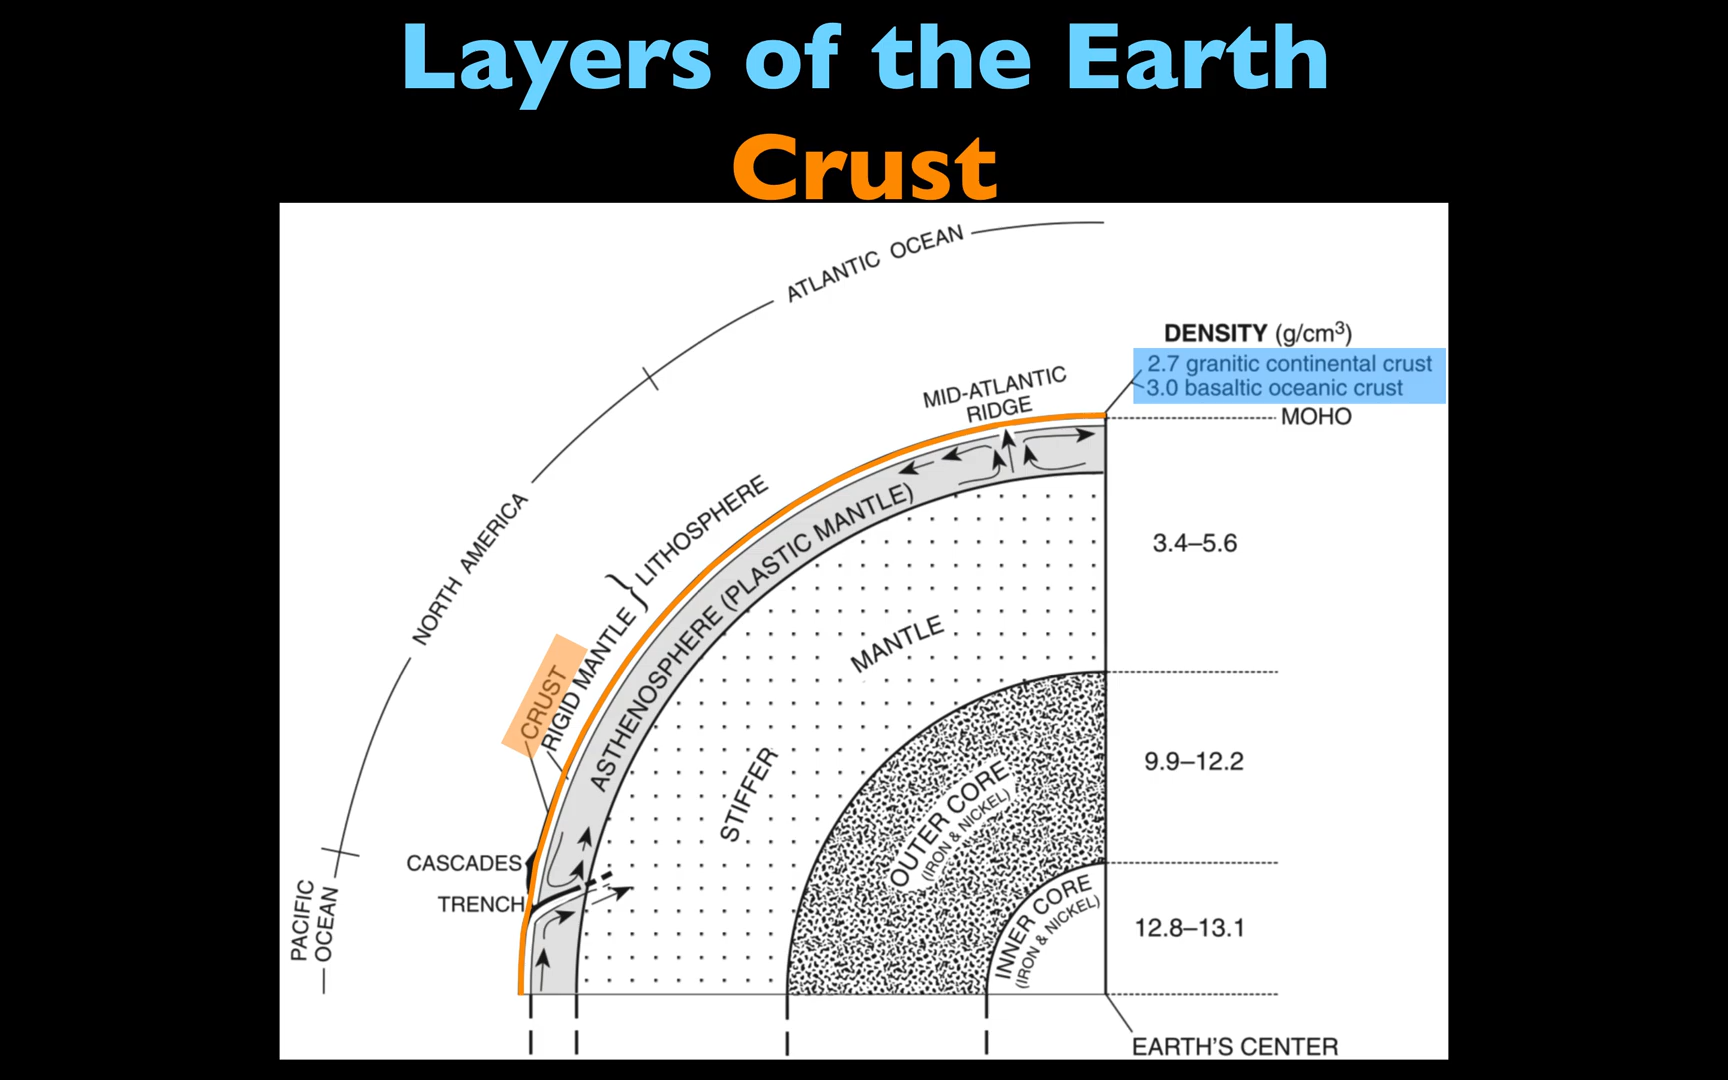 Layers of the Earth
Crust
ATLANTIC OCEAN
DENSITY (g/cm³)
2.7 granitic continental crust
3.0 basaltic oceanic crust
MOHO
MID-ATLANTIC
RIDGE
NORTH AMERICA
LITHOSPHERE
CRUST
RIGID MANTLE
ASTHENOSPHERE (PLASTIC MANTLE)
3.4–5.6
STIFFER MANTLE
9.9–12.2
OUTER CORE
(IRON & NICKEL)
CASCADES
TRENCH
PACIFIC
OCEAN
INNER CORE
(IRON & NICKEL)
12.8–13.1
EARTH'S CENTER